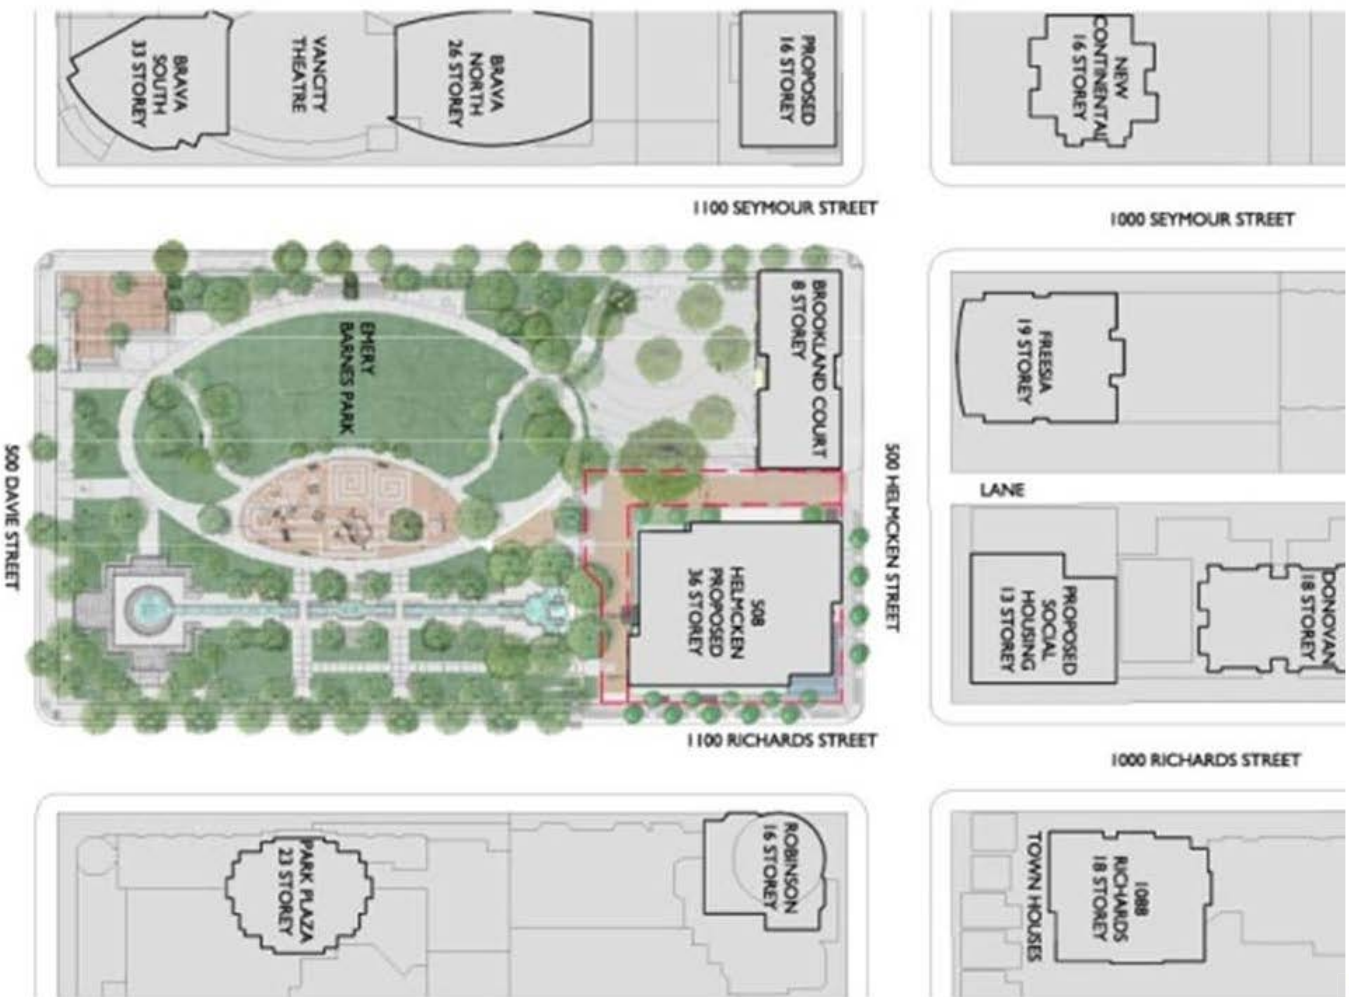 BRAVA
SOUTH
33 STOREY
VANCITY
THEATRE
BRAVA
NORTH
26 STOREY
PROPOSED
16 STOREY
NEW
CONTINENTAL
16 STOREY
1100 SEYMOUR STREET
1000 SEYMOUR STREET
EMERY
BARNES PARK
BROOKLAND COURT
8 STOREY
FREESIA
19 STOREY
500 DAVIE STREET
500 HELMCKEN STREET
LANE
508
HELMCKEN
PROPOSED
36 STOREY
PROPOSED
SOCIAL
HOUSING
13 STOREY
DONOVAN
18 STOREY
1100 RICHARDS STREET
1000 RICHARDS STREET
PARK PLAZA
23 STOREY
ROBINSON
16 STOREY
TOWN HOUSES
1088
RICHARDS
18 STOREY